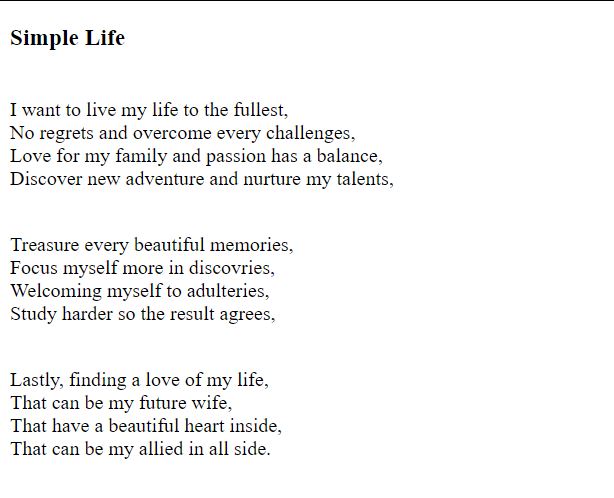 Simple Life
I want to live my life to the fullest,
No regrets and overcome every challenges,
Love for my family and passion has a balance,
Discover new adventure and nurture my talents,
Treasure every beautiful memories,
Focus myself more in discovries,
Welcoming myself to adulteries,
Study harder so the result agrees,
Lastly, finding a love of my life,
That can be my future wife,
That have a beautiful heart inside,
That can be my allied in all side.